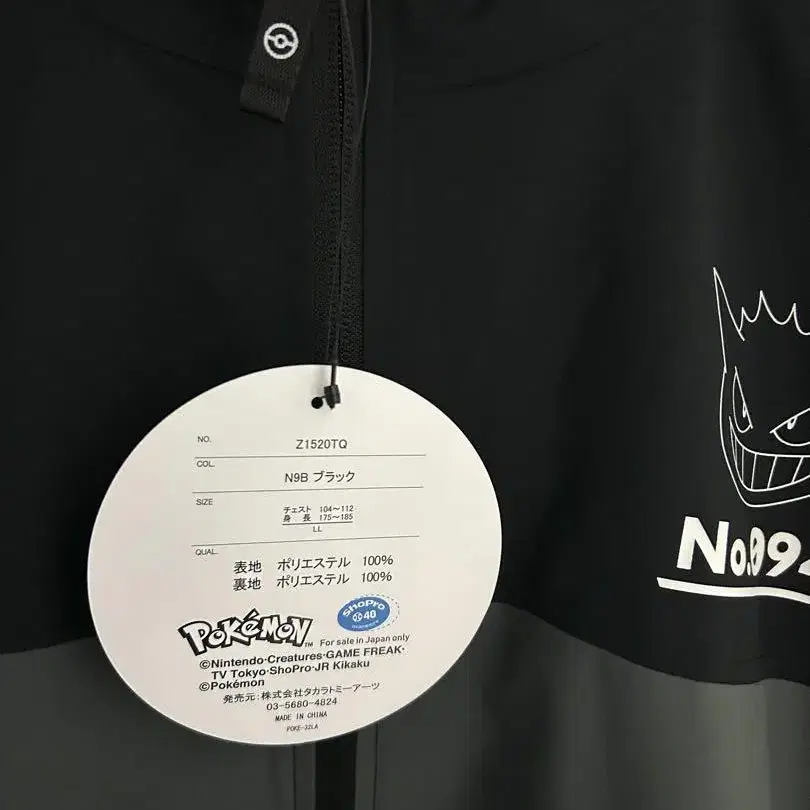 NO.
Z1520TQ
COL.
N9B ブラック
SIZE
チェスト 104～112
身 長 175～185
LL
QUAL.
表地 ポリエステル 100%
裏地 ポリエステル 100%
POKéMON TM
ShoPro
40
For sale in Japan only
©Nintendo·Creatures·GAME FREAK·
TV Tokyo·ShoPro·JR Kikaku
©Pokémon
発売元：株式会社タカラトミーアーツ
03-5680-4824
MADE IN CHINA
POKE-32LA
No.094